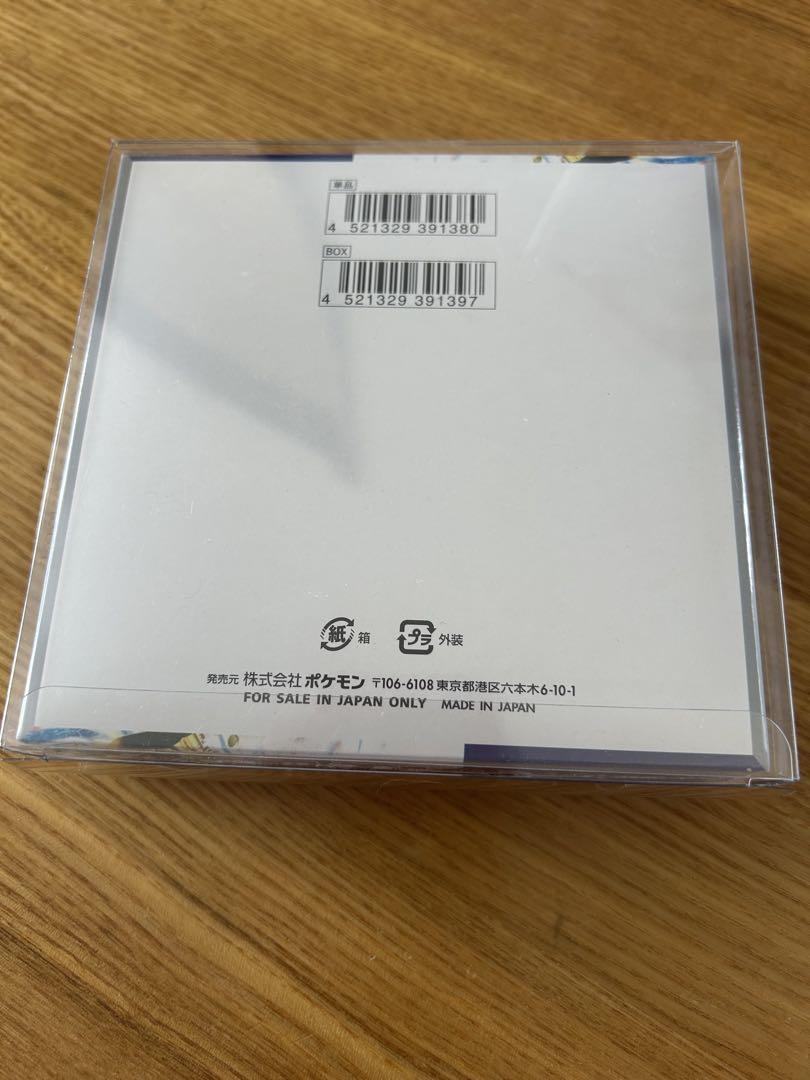 単品
4 521329 391380
BOX
4 521329 391397
紙 箱 プラ 外装
発売元 株式会社 ポケモン 〒106-6108 東京都港区六本木6-10-1
FOR SALE IN JAPAN ONLY MADE IN JAPAN